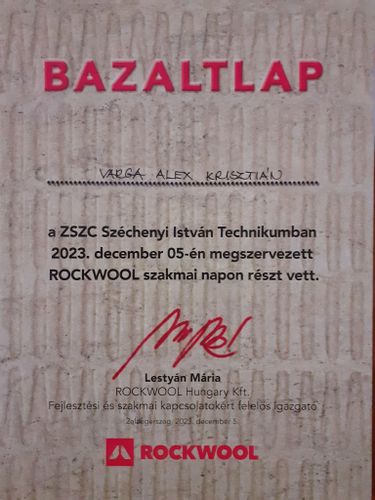 BAZALTLAP
VARGA ALEX KRISZTIÁN
a ZSZC Széchenyi István Technikumban
2023. december 05-én megszervezett
ROCKWOOL szakmai napon részt vett.
Lestyán Mária
ROCKWOOL Hungary Kft.
Fejlesztési és szakmai kapcsolatokért felelős igazgató
Zalaegerszeg, 2023. december 5.
ROCKWOOL